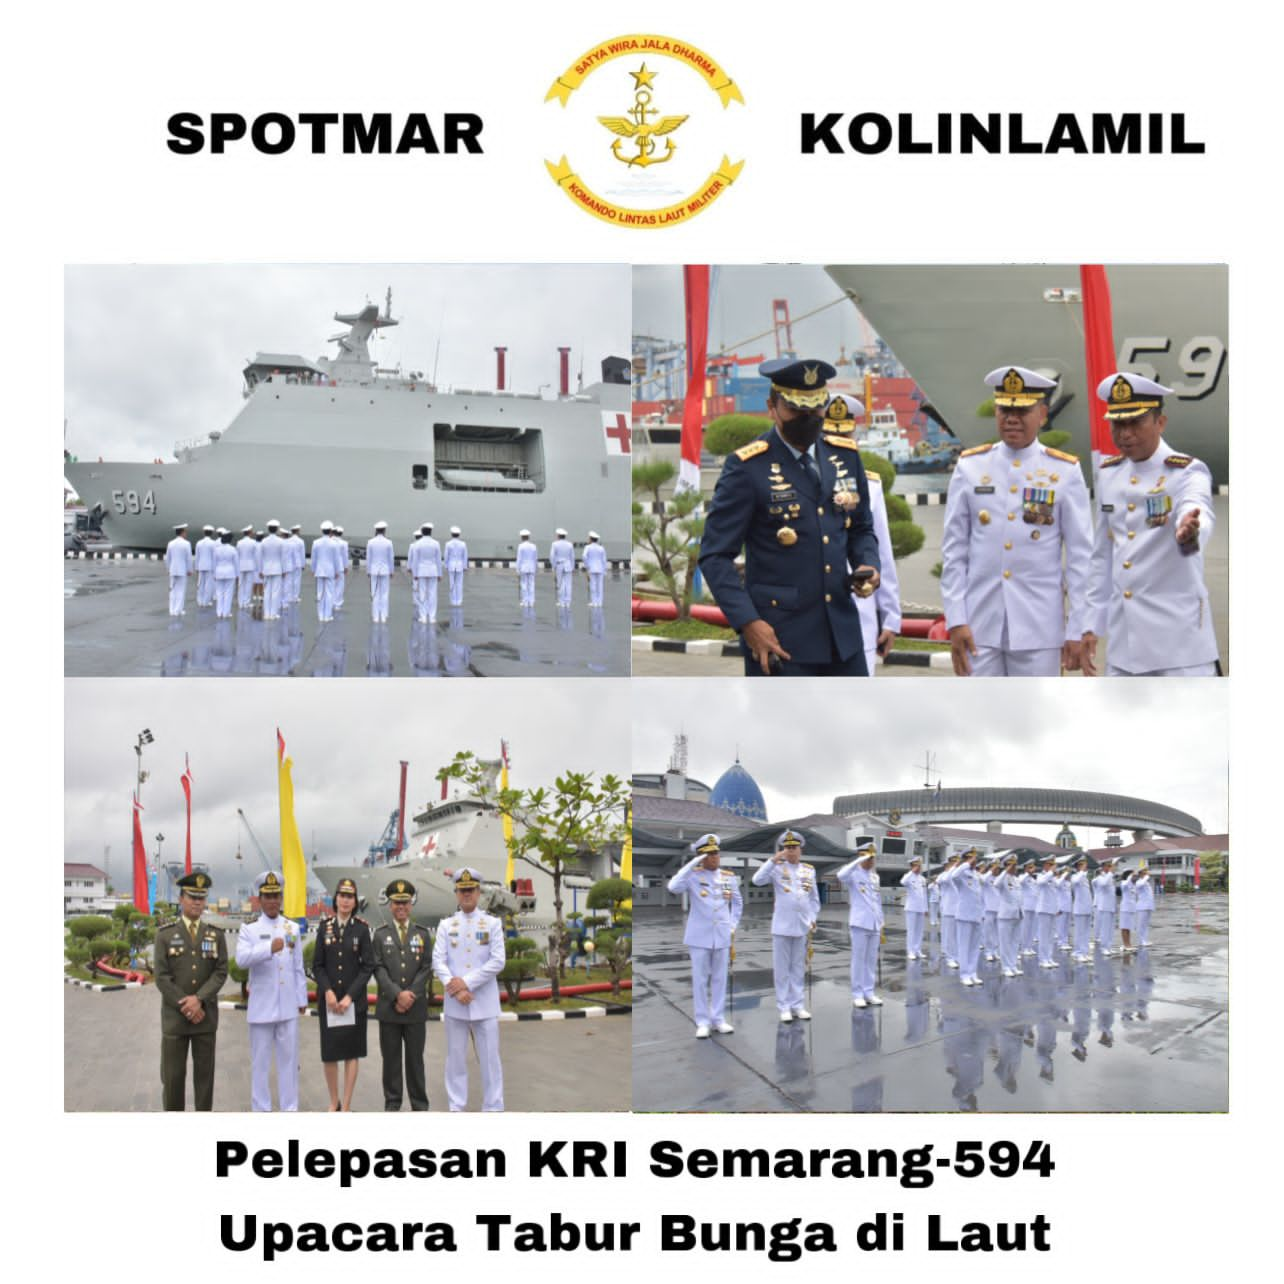 SATYA WIRA JALA DHARMA
SPOTMAR
KOLINLAMIL
KOMANDO LINTAS LAUT MILITER
594
59
Pelepasan KRI Semarang-594
Upacara Tabur Bunga di Laut